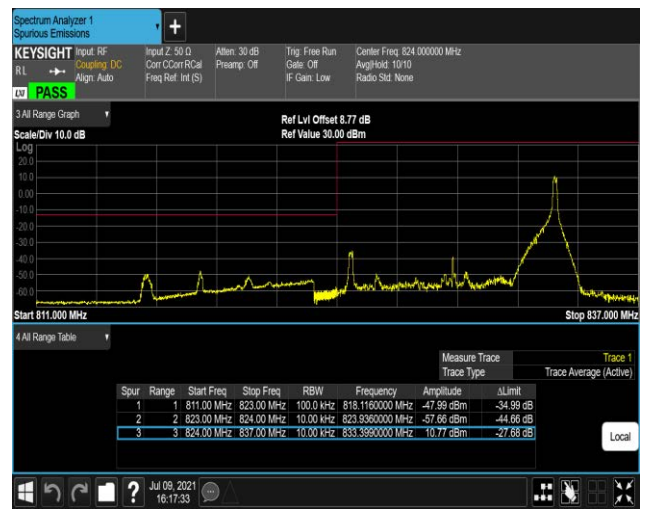 Spectrum Analyzer 1
Spurious Emissions
+
KEYSIGHT Input: RF Input Z: 50 Ω Atten: 30 dB Trig: Free Run Center Freq: 824.000000 MHz
R L Coupling: DC Corr CCorr RCal Preamp: Off Gate: Off Avg|Hold: 10/10
Align: Auto Freq Ref: Int (S) IF Gain: Low Radio Std: None
LXI PASS
3 All Range Graph
Ref Lvl Offset 8.77 dB
Scale/Div 10.0 dB Ref Value 30.00 dBm
Log
20.0
10.0
0.00
-10.0
-20.0
-30.0
-40.0
-50.0
-60.0
Start 811.000 MHz Stop 837.000 MHz
4 All Range Table
Measure Trace Trace 1
Trace Type Trace Average (Active)
Spur Range Start Freq Stop Freq RBW Frequency Amplitude ΔLimit
1 1 811.00 MHz 823.00 MHz 100.0 kHz 818.1160000 MHz -47.99 dBm -34.99 dB
2 2 823.00 MHz 824.00 MHz 10.00 kHz 823.9360000 MHz -57.66 dBm -44.66 dB
3 3 824.00 MHz 837.00 MHz 10.00 kHz 833.3990000 MHz 10.77 dBm -27.68 dB
Local
? Jul 09, 2021
16:17:33